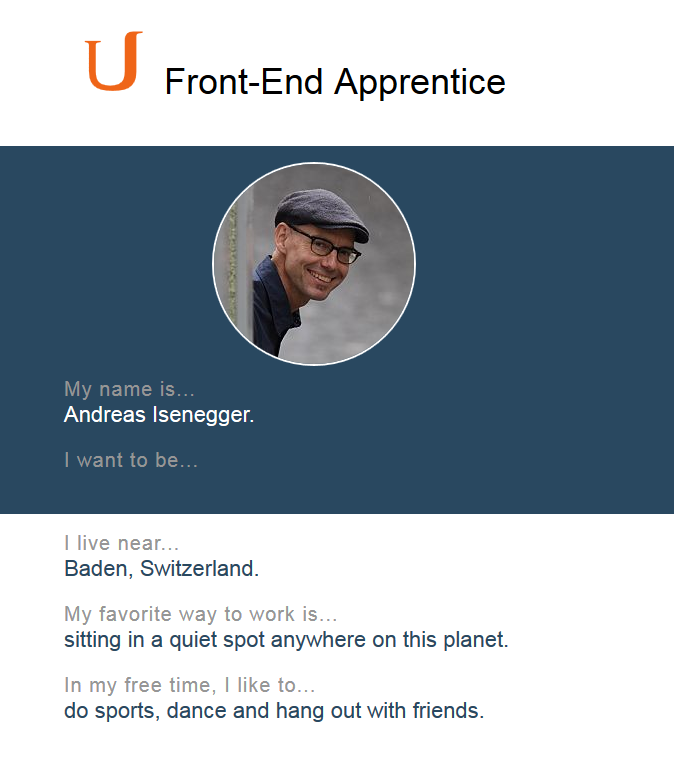 U Front-End Apprentice
My name is...
Andreas Isenegger.
I want to be...
I live near...
Baden, Switzerland.
My favorite way to work is...
sitting in a quiet spot anywhere on this planet.
In my free time, I like to...
do sports, dance and hang out with friends.